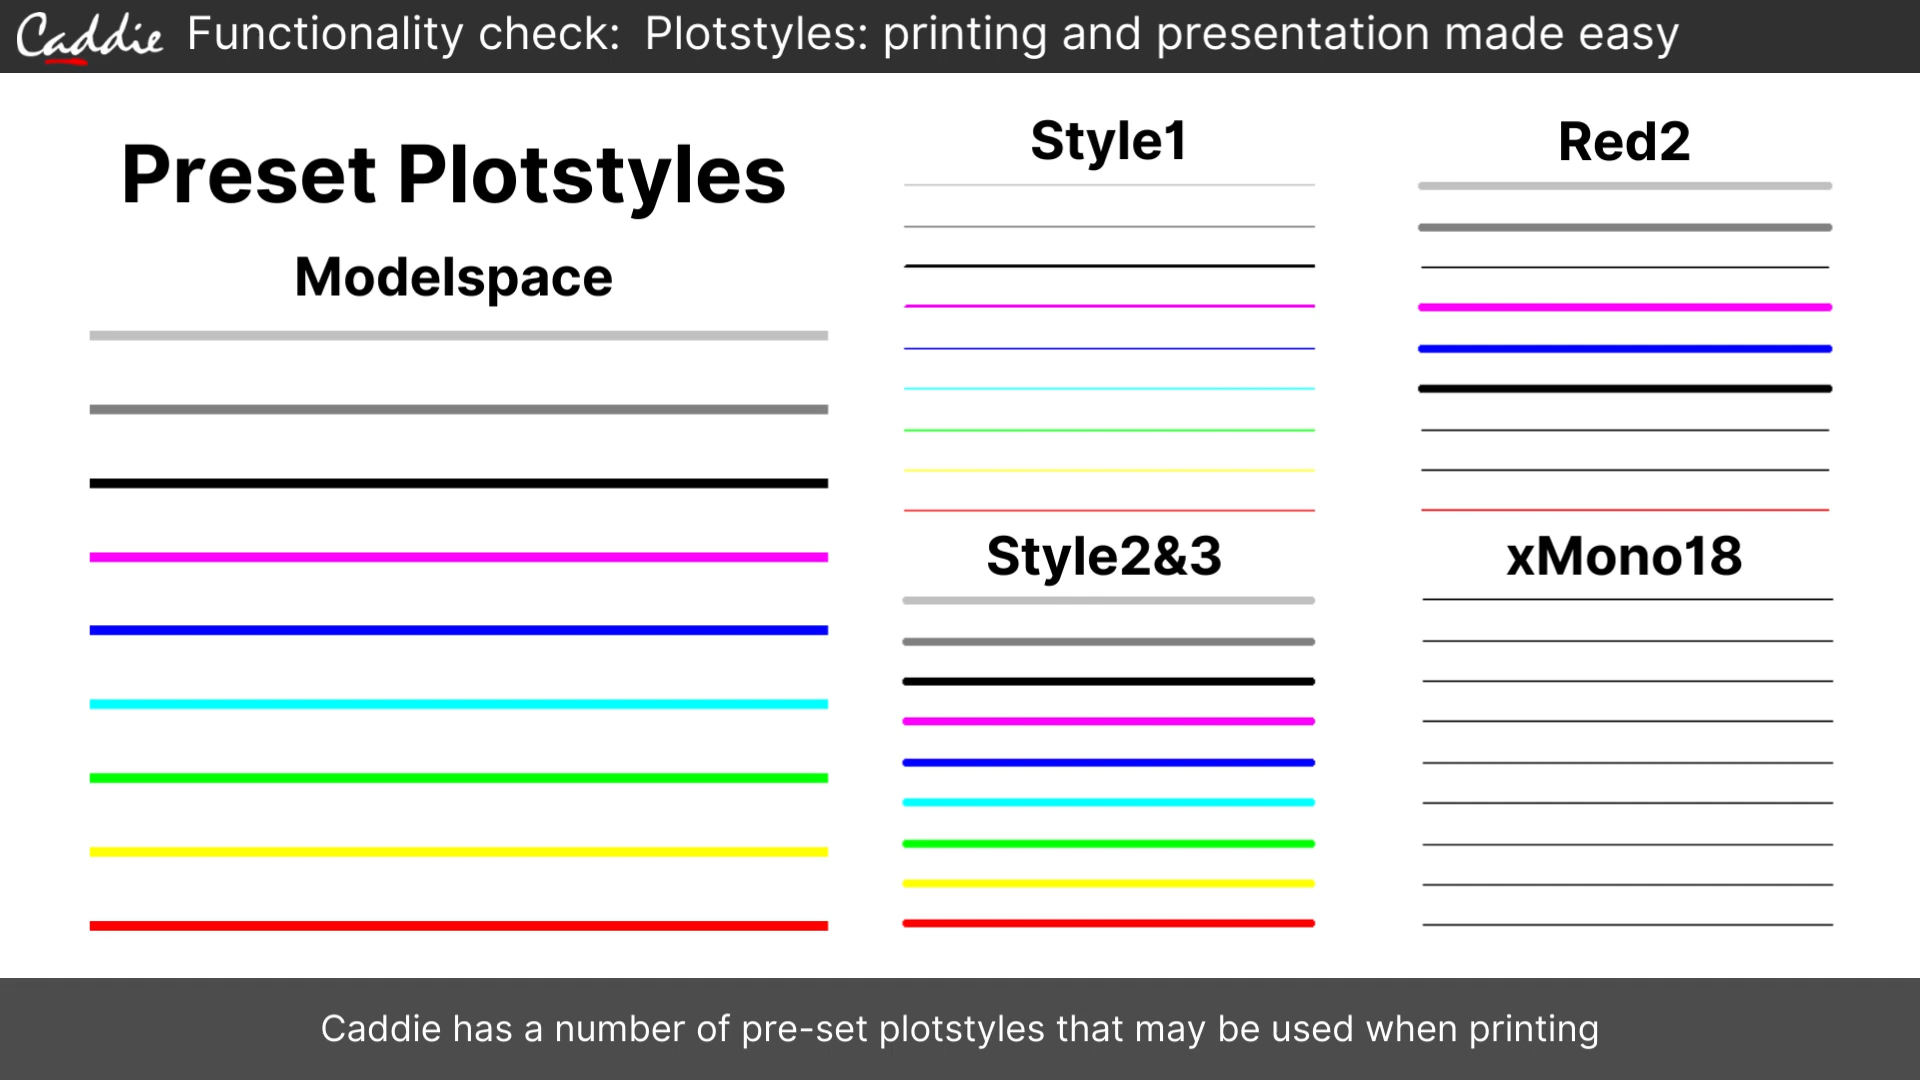 Caddie Functionality check: Plotstyles: printing and presentation made easy
Preset Plotstyles
Modelspace
Style1
Red2
Style2&3
xMono18
Caddie has a number of pre-set plotstyles that may be used when printing